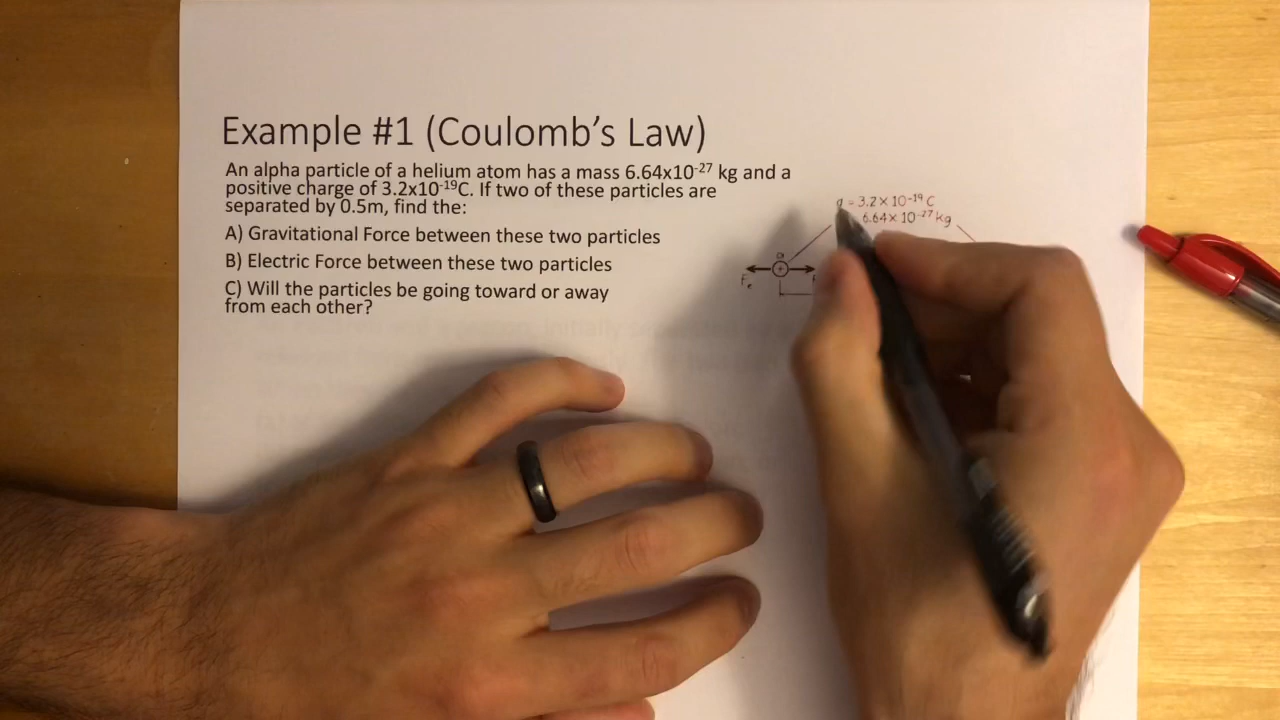 Example #1 (Coulomb's Law)
An alpha particle of a helium atom has a mass 6.64x10⁻²⁷ kg and a
positive charge of 3.2x10⁻¹⁹C. If two of these particles are
separated by 0.5m, find the:
A) Gravitational Force between these two particles
B) Electric Force between these two particles
C) Will the particles be going toward or away
from each other?
q = 3.2 x 10⁻¹⁹ C
6.64 x 10⁻²⁷ kg
+
Fe